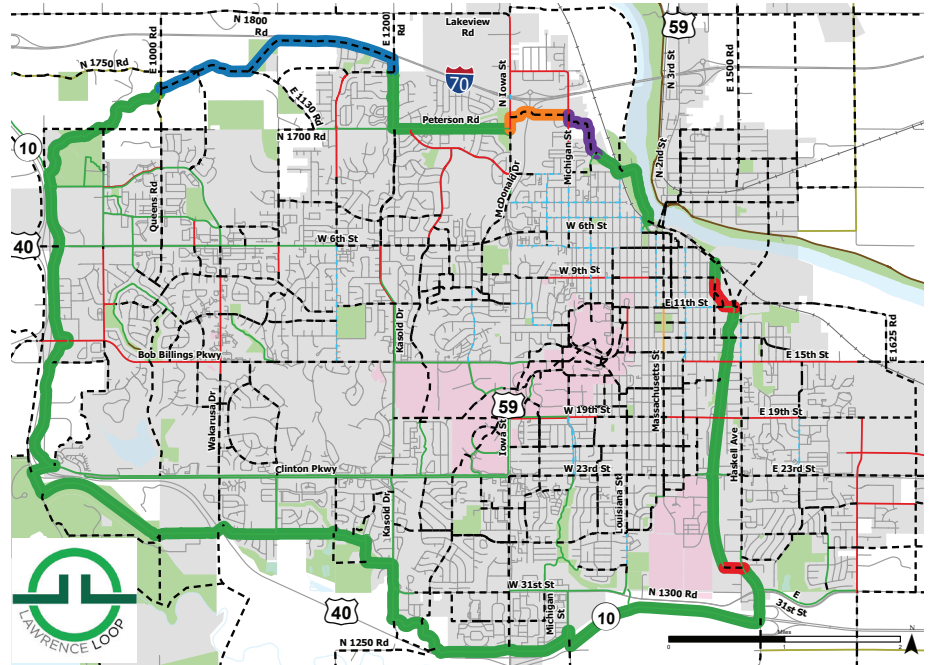 N 1800
Rd
E 1200
Rd
Lakeview
Rd
59
N 1750 Rd
E 1000 Rd
70
N Iowa St
N 3rd St
E 1500 Rd
E 1130
Rd
N 1700 Rd
Peterson Rd
10
Michigan St
N 2nd St
McDonald Dr
Queens Rd
40
W 6th St
W 6th St
W 9th St
E 11th St
Kasold Dr
E 1625 Rd
Bob Billings Pkwy
E 15th St
Massachusetts St
Wakarusa Dr
59
W 19th St
E 19th St
Iowa St
Haskell Ave
Clinton Pkwy
W 23rd St
E 23rd St
Louisiana St
Kasold Dr
W 31st St
N 1300 Rd
E
31st St
Michigan
St
40
10
N 1250 Rd
LAWRENCE LOOP
Miles
0
1
2
N